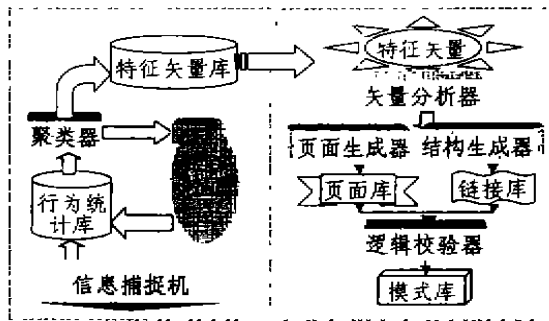 特征矢量库
特征矢量
矢量分析器
聚类器
页面生成器 结构生成器
行为统
计库
页面库
链接库
逻辑校验器
信息捕捉机
模式库